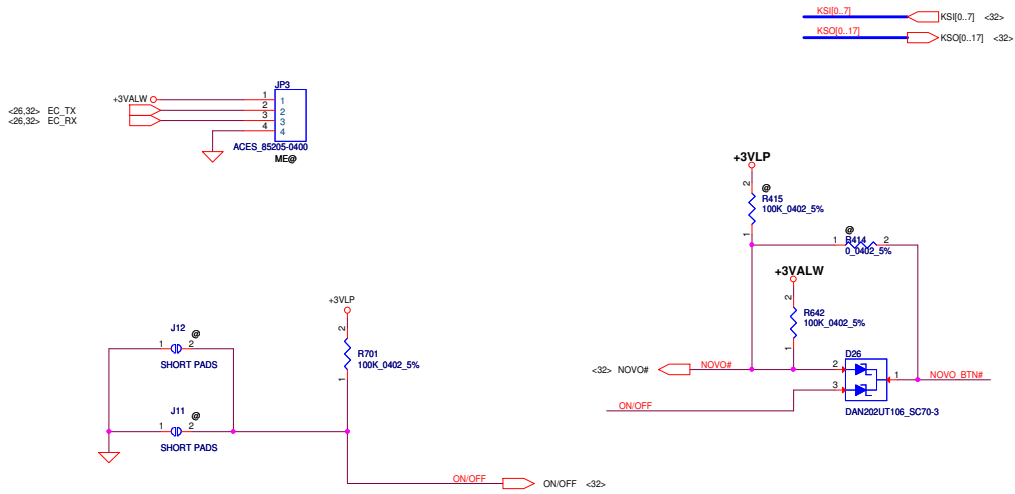 KSI[0..7] KSI[0..7] <32>
KSO[0..17] KSO[0..17] <32>
JP3
+3VALW 1 1
<26,32> EC_TX 2 2
<26,32> EC_RX 3 3
4 4
ACES_85205-0400
ME@
+3VLP
2
@
R415
100K_0402_5%
1
@
1 R414 2
0_0402_5%
+3VALW
2
R642
100K_0402_5%
1
+3VLP
2
R701
100K_0402_5%
1
J12 @
1 2
SHORT PADS
D26
<32> NOVO# NOVO# 2
1 NOVO_BTN#
3
ON/OFF
DAN202UT106_SC70-3
J11 @
1 2
SHORT PADS
ON/OFF ON/OFF <32>